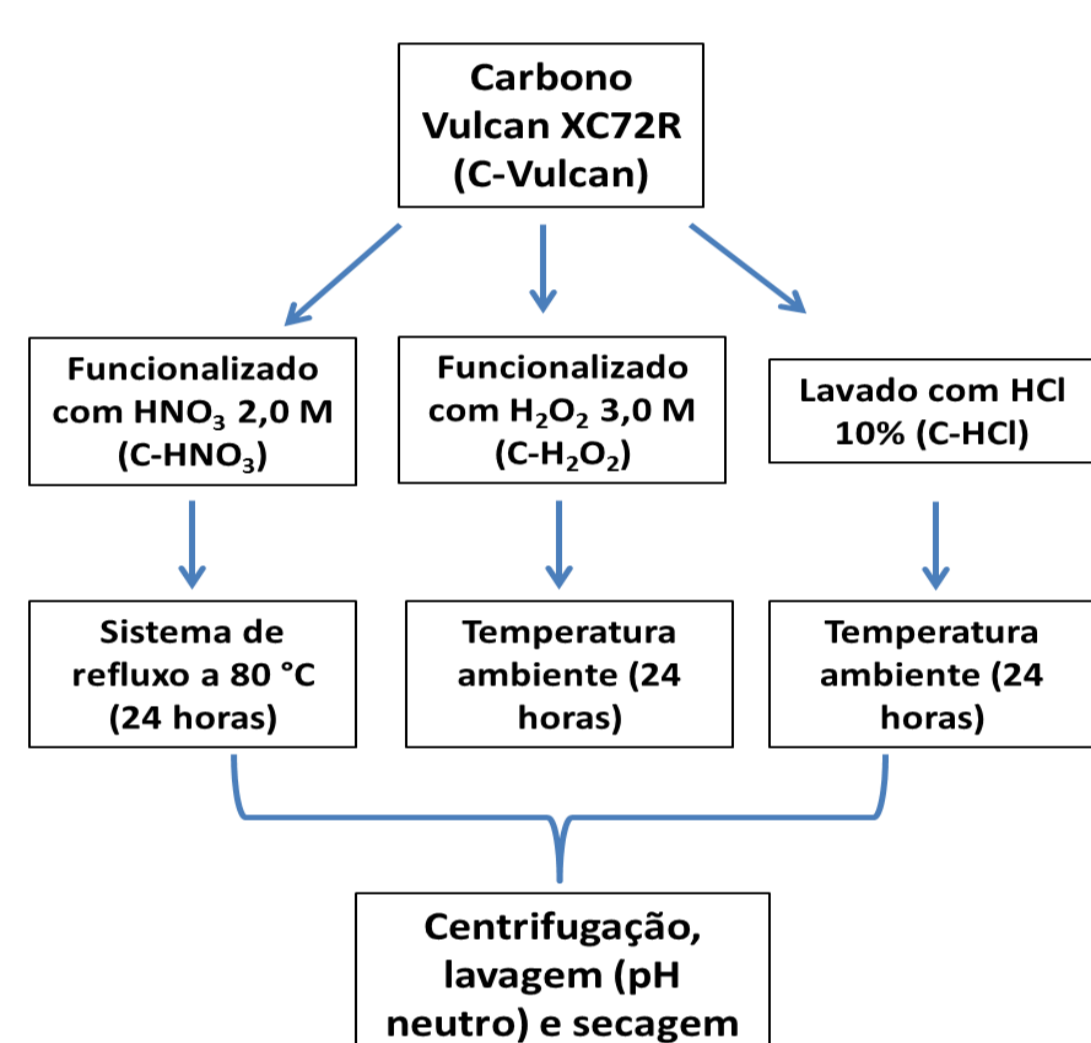 Carbono
Vulcan XC72R
(C-Vulcan)
Funcionalizado
com HNO₃ 2,0 M
(C-HNO₃)
Funcionalizado
com H₂O₂ 3,0 M
(C-H₂O₂)
Lavado com HCl
10% (C-HCl)
Sistema de
refluxo a 80 °C
(24 horas)
Temperatura
ambiente (24
horas)
Temperatura
ambiente (24
horas)
Centrifugação,
lavagem (pH
neutro) e secagem